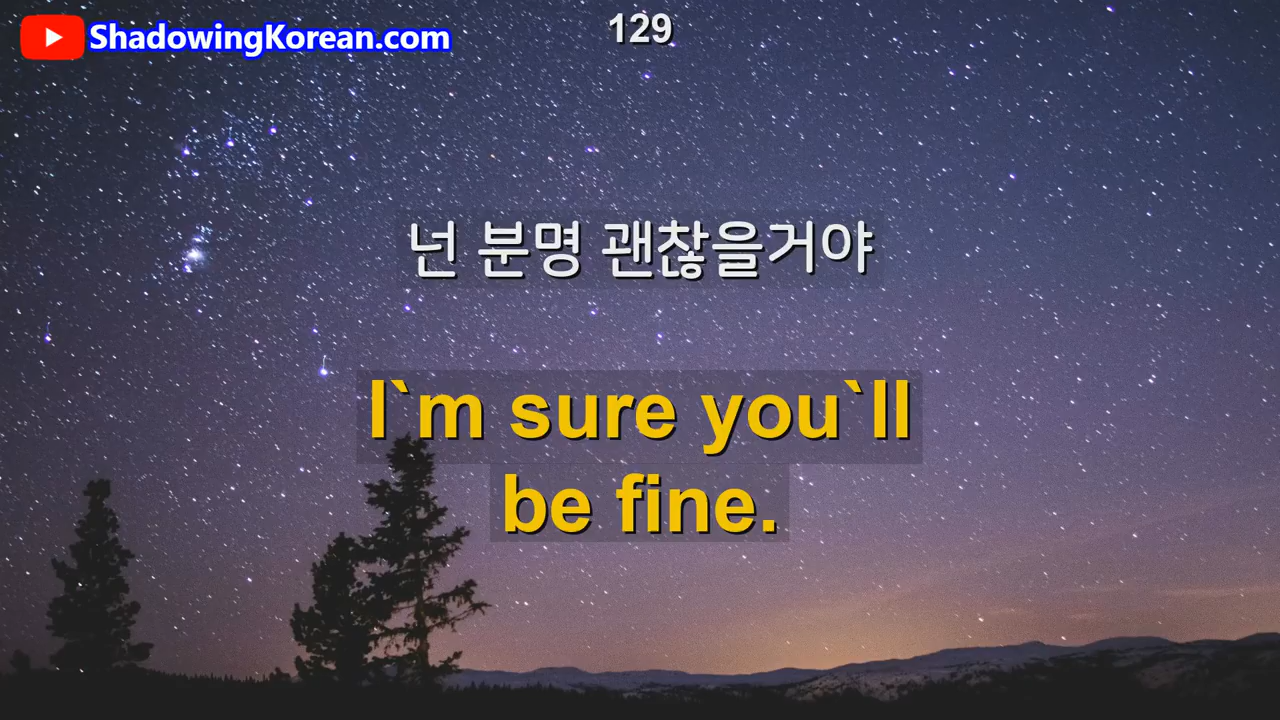 ShadowingKorean.com
129
넌 분명 괜찮을거야
I`m sure you`ll
be fine.